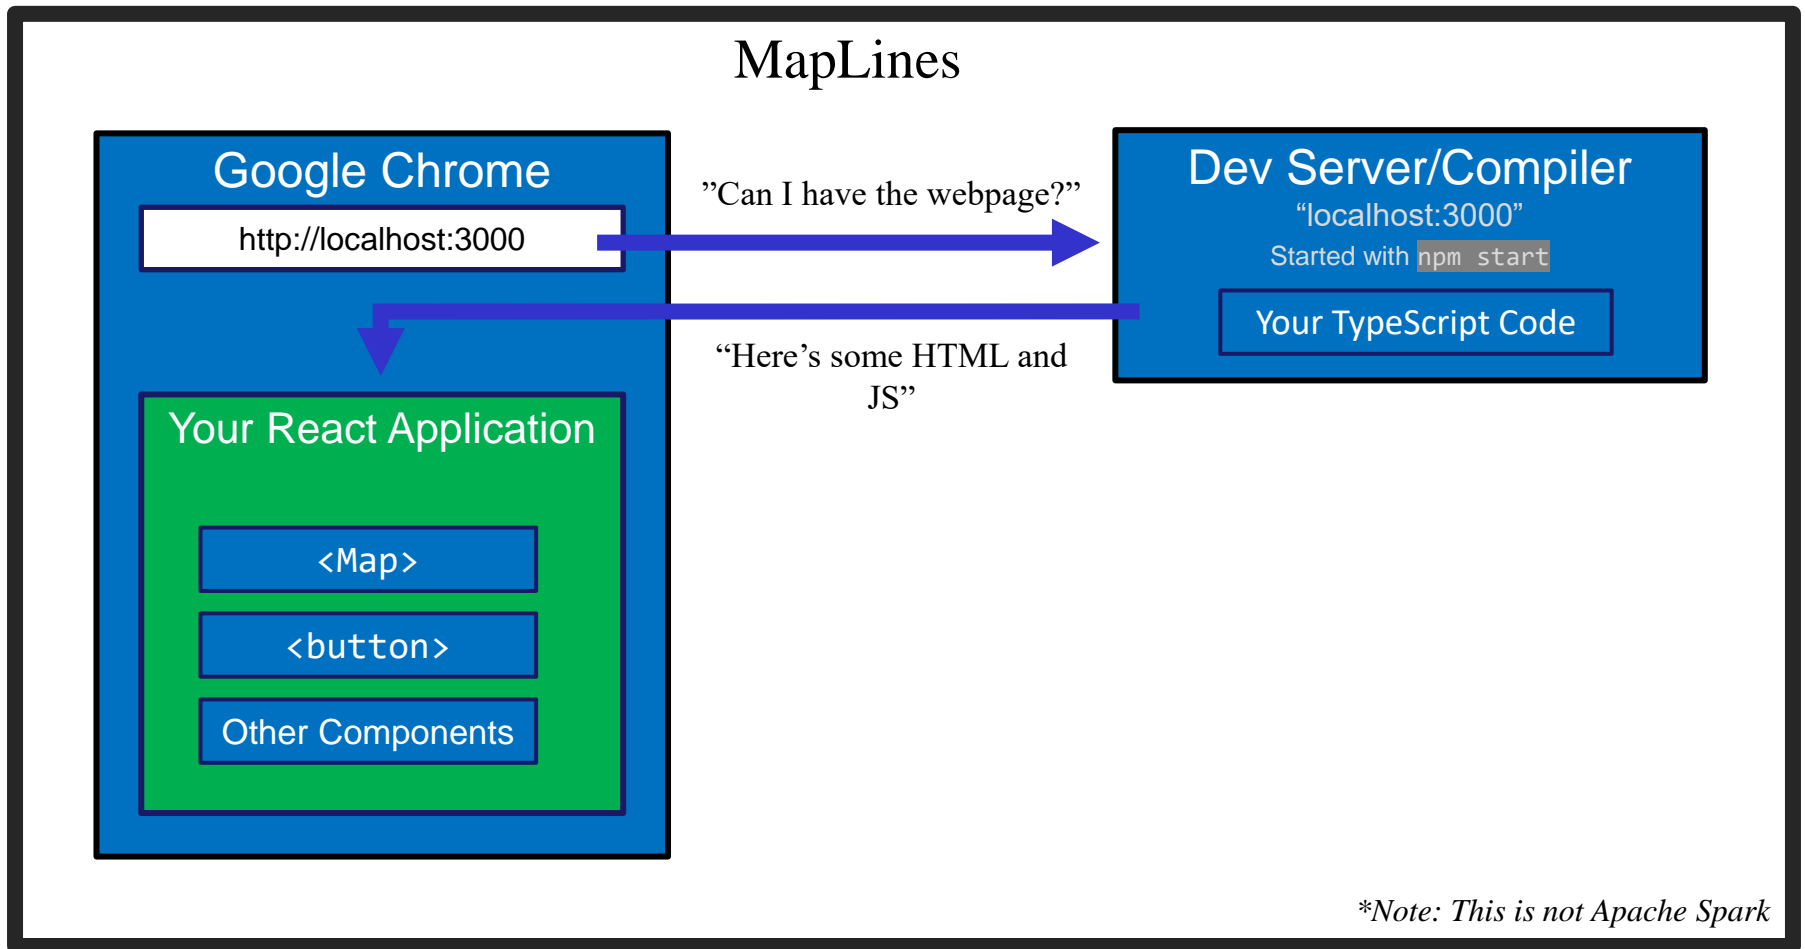 MapLines
Google Chrome
http://localhost:3000
”Can I have the webpage?”
Dev Server/Compiler
“localhost:3000”
Started with npm start
Your TypeScript Code
“Here’s some HTML and
JS”
Your React Application
<Map>
<button>
Other Components
*Note: This is not Apache Spark